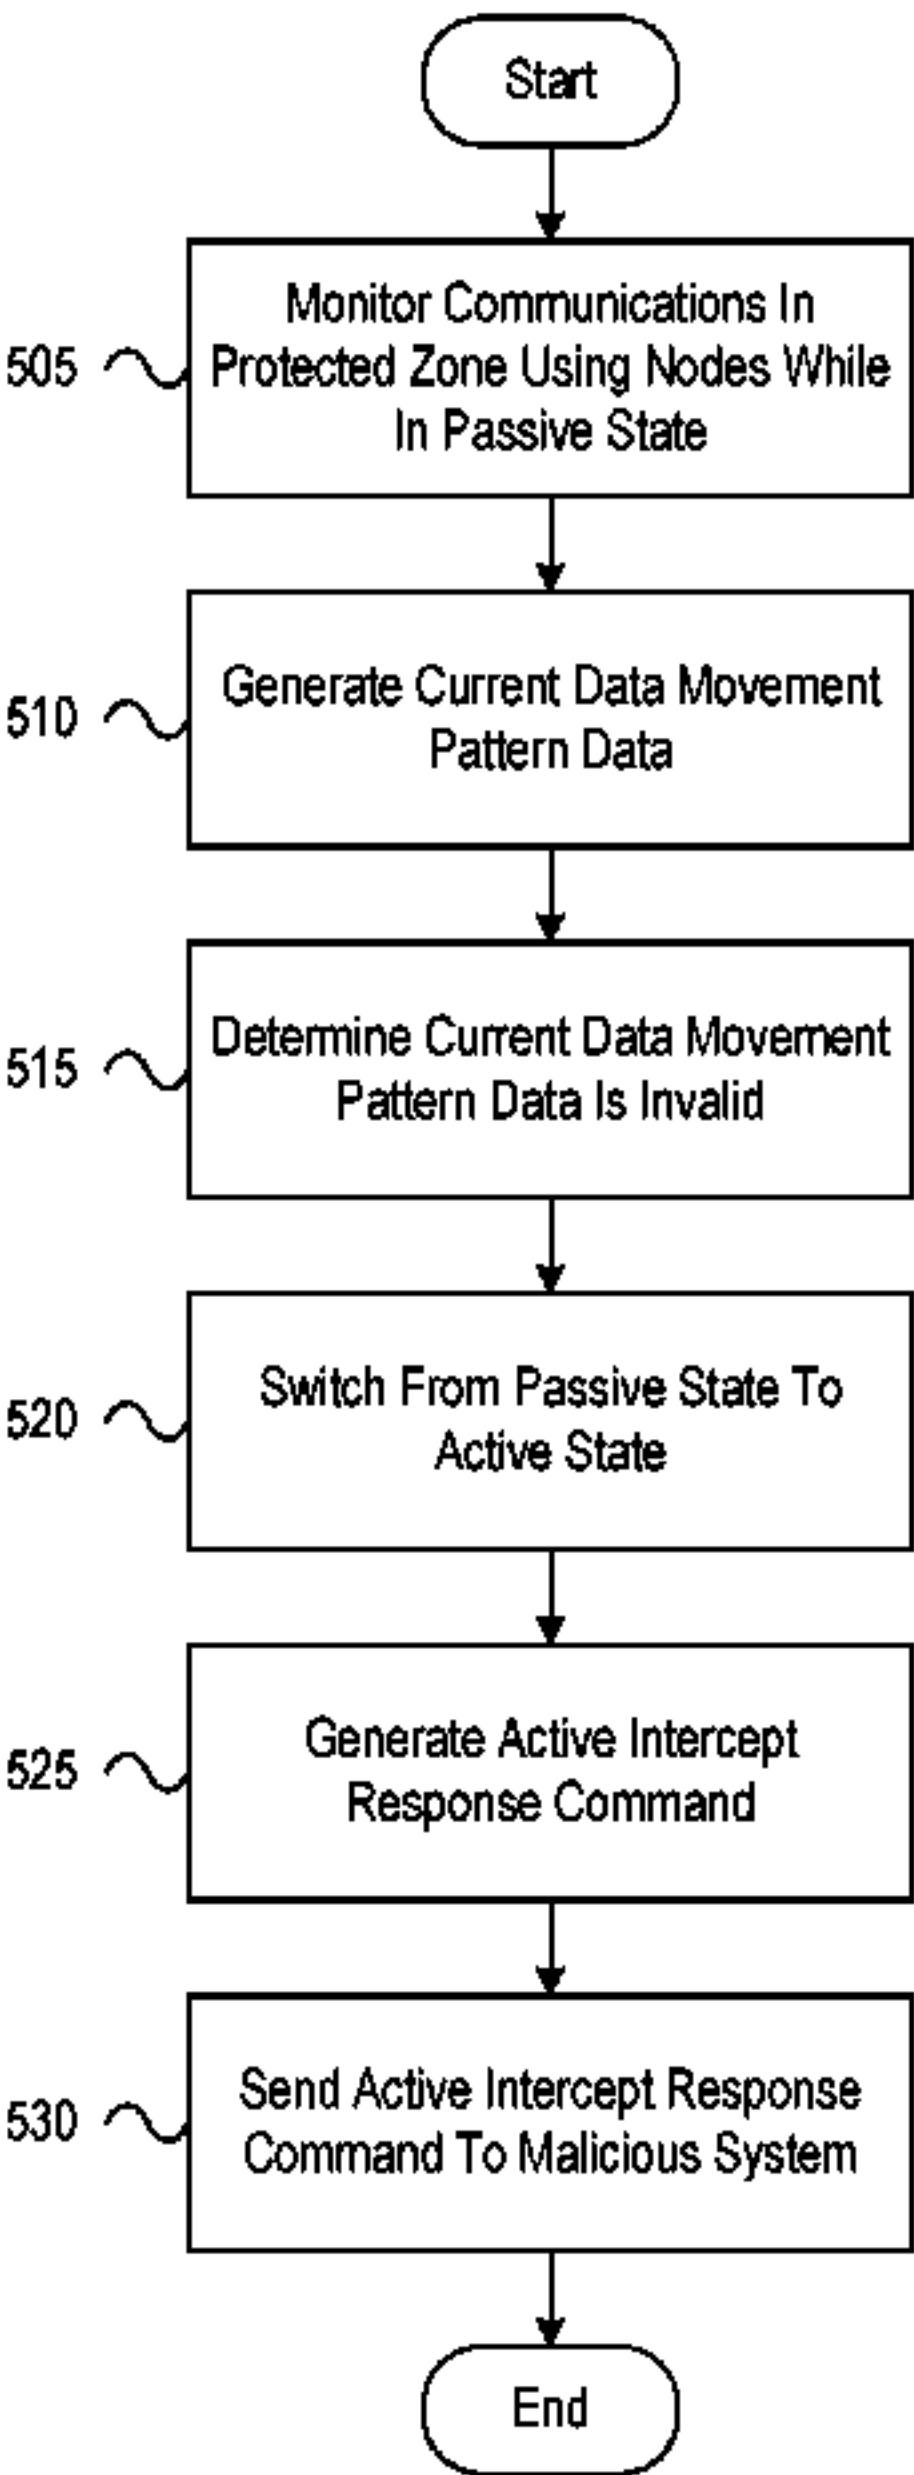 Start
Monitor Communications In
505
Protected Zone Using Nodes While
In Passive State
Generate Current Data Movement
510
Pattern Data
Determine Current Data Movement
515
Pattern Data Is Invalid
Switch From Passive State To
520
Active State
Generate Active Intercept
525
Response Command
Send Active Intercept Response
530
Command To Malicious System
End